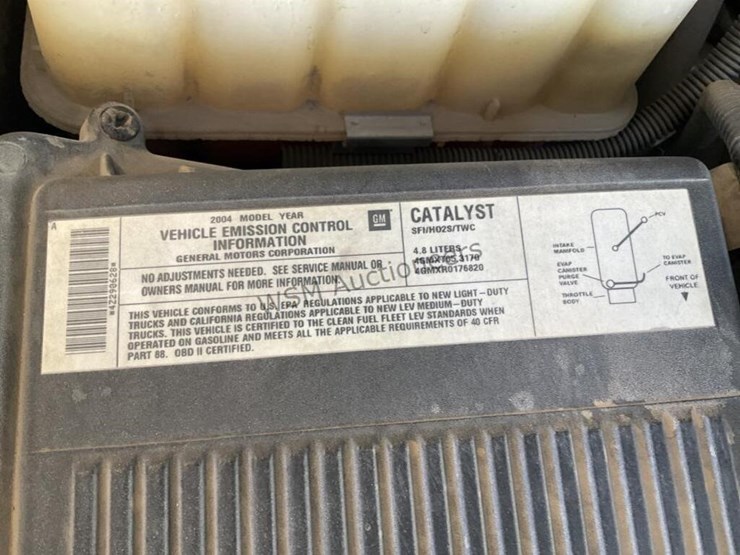 A
*42290628*
2004 MODEL YEAR
VEHICLE EMISSION CONTROL
INFORMATION
GENERAL MOTORS CORPORATION
GM
NO ADJUSTMENTS NEEDED. SEE SERVICE MANUAL OR
OWNERS MANUAL FOR MORE INFORMATION.
THIS VEHICLE CONFORMS TO U.S. EPA REGULATIONS APPLICABLE TO NEW LIGHT-DUTY
TRUCKS AND CALIFORNIA REGULATIONS APPLICABLE TO NEW LEV MEDIUM-DUTY
TRUCKS. THIS VEHICLE IS CERTIFIED TO THE CLEAN FUEL FLEET LEV STANDARDS WHEN
OPERATED ON GASOLINE AND MEETS ALL THE APPLICABLE REQUIREMENTS OF 40 CFR
PART 88. OBD II CERTIFIED.
CATALYST
SFI/HO2S/TWC
4.8 LITERS
4GMXR0176820
PCV
INTAKE
MANIFOLD
EVAP
CANISTER
PURGE
VALVE
THROTTLE
BODY
TO EVAP
CANISTER
FRONT OF
VEHICLE
WSM Auctioneers